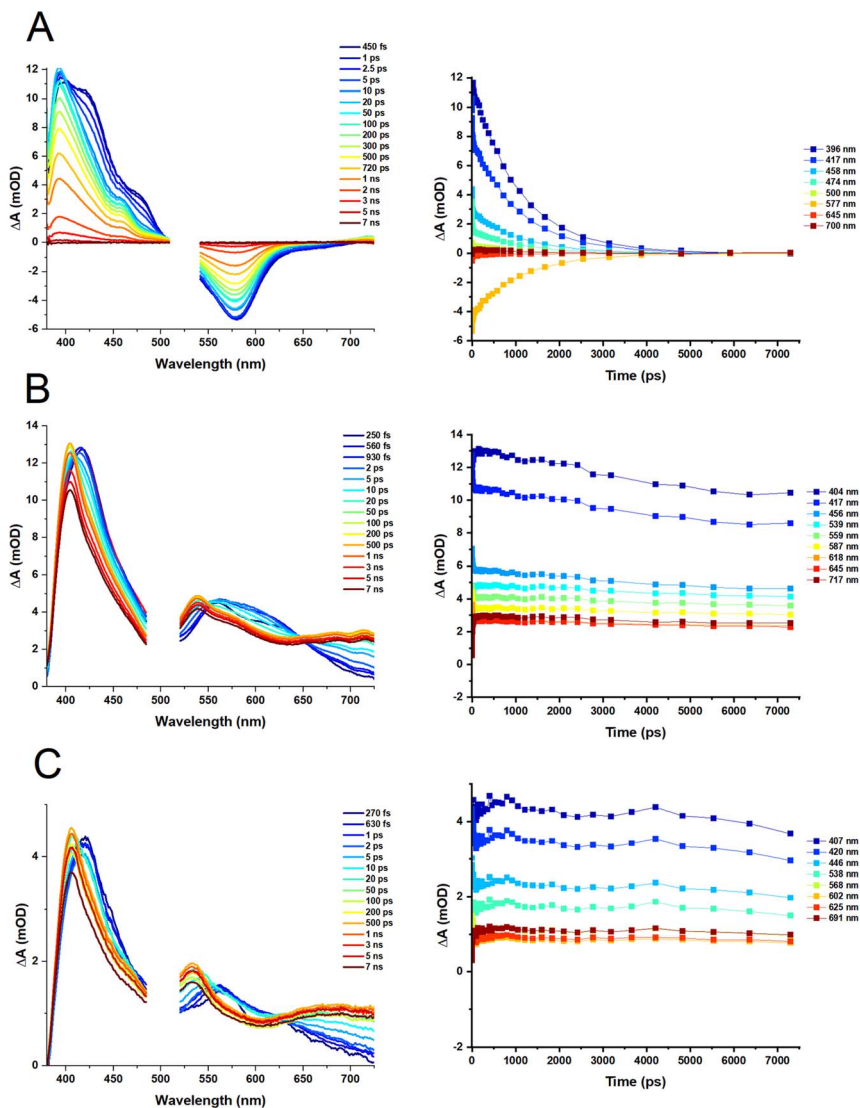 A
450 fs
1 ps
2.5 ps
5 ps
10 ps
20 ps
50 ps
100 ps
200 ps
300 ps
500 ps
720 ps
1 ns
2 ns
3 ns
5 ns
7 ns
ΔA (mOD)
12
10
8
6
4
2
0
-2
-4
-6
400 450 500 550 600 650 700
Wavelength (nm)
ΔA (mOD)
12
10
8
6
4
2
0
-2
-4
-6
396 nm
417 nm
458 nm
474 nm
500 nm
577 nm
645 nm
700 nm
0 1000 2000 3000 4000 5000 6000 7000
Time (ps)
B
250 fs
560 fs
930 fs
2 ps
5 ps
10 ps
20 ps
50 ps
100 ps
200 ps
500 ps
1 ns
3 ns
5 ns
7 ns
ΔA (mOD)
14
12
10
8
6
4
2
0
400 450 500 550 600 650 700
Wavelength (nm)
ΔA (mOD)
14
12
10
8
6
4
2
0
-2
404 nm
417 nm
456 nm
539 nm
559 nm
587 nm
618 nm
645 nm
717 nm
0 1000 2000 3000 4000 5000 6000 7000
Time (ps)
C
270 fs
630 fs
1 ps
2 ps
5 ps
10 ps
20 ps
50 ps
100 ps
200 ps
500 ps
1 ns
3 ns
5 ns
7 ns
ΔA (mOD)
4
2
0
400 450 500 550 600 650 700
Wavelength (nm)
ΔA (mOD)
4
2
0
-2
407 nm
420 nm
446 nm
538 nm
568 nm
602 nm
625 nm
691 nm
0 1000 2000 3000 4000 5000 6000 7000
Time (ps)